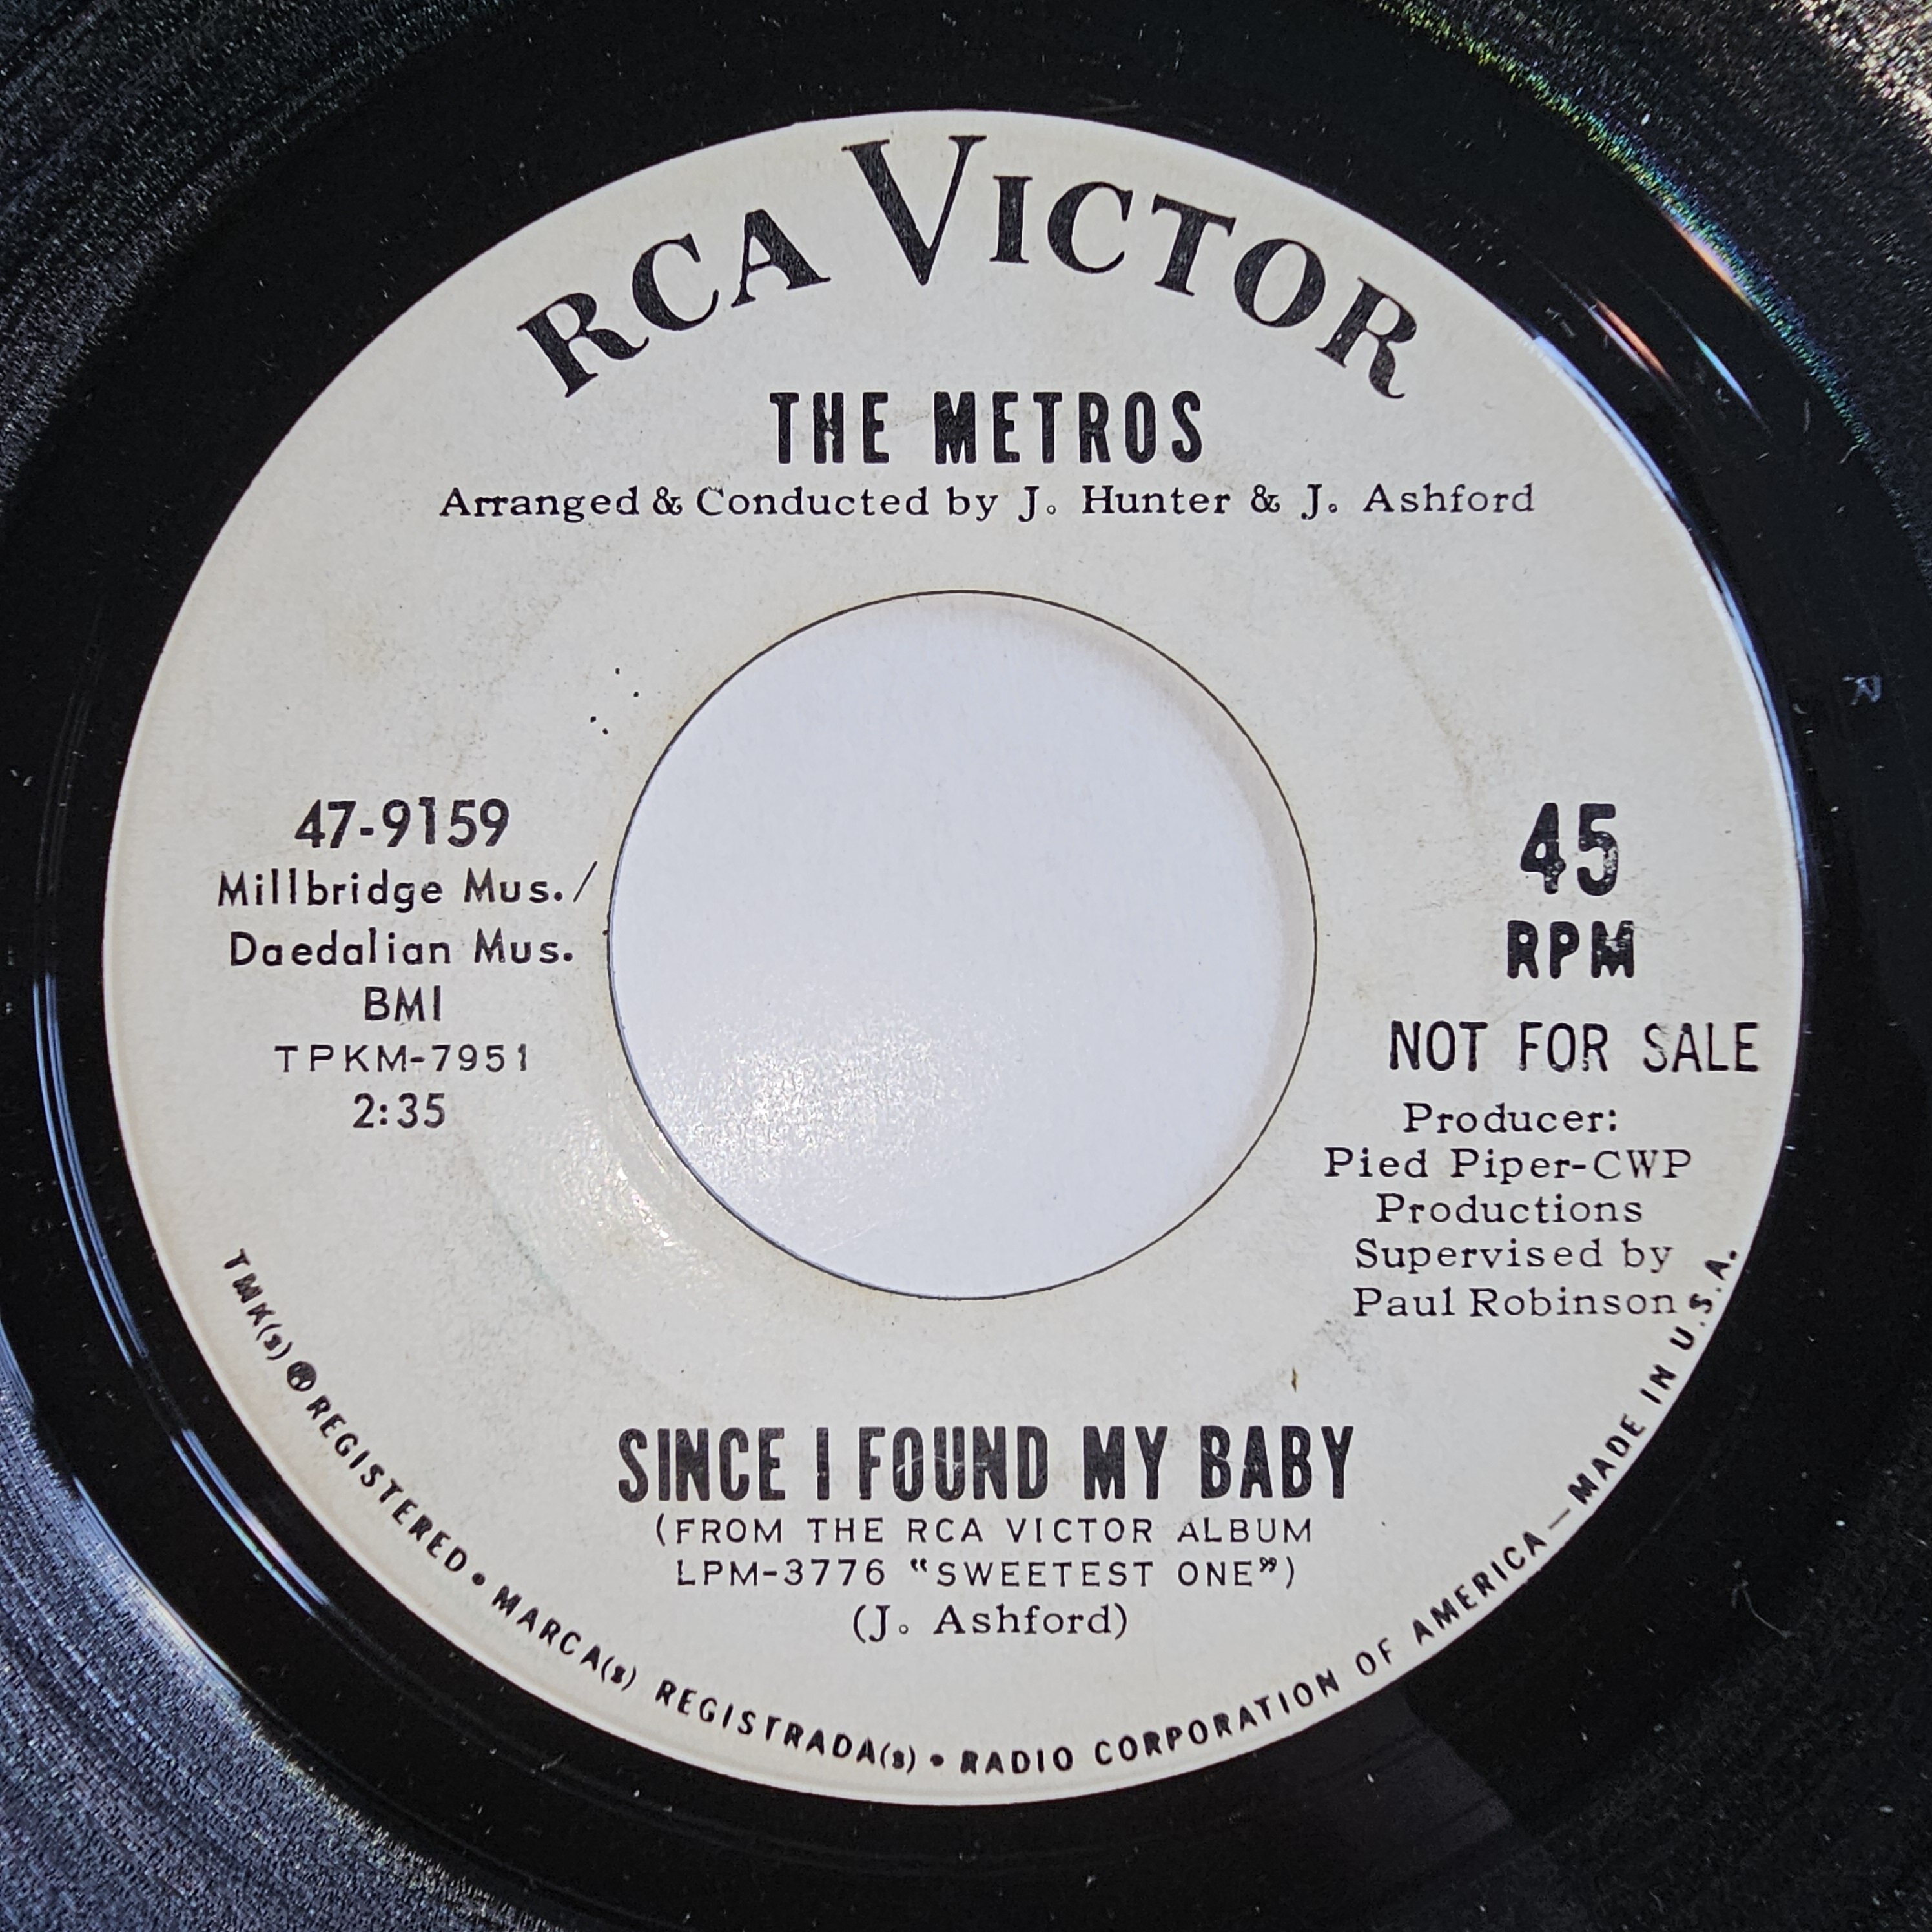 RCA VICTOR
THE METROS
Arranged & Conducted by J. Hunter & J. Ashford
47-9159
Millbridge Mus./
Daedalian Mus.
BMI
TPKM-7951
2:35
45
RPM
NOT FOR SALE
Producer:
Pied Piper-CWP
Productions
Supervised by
Paul Robinson
SINCE I FOUND MY BABY
(FROM THE RCA VICTOR ALBUM
LPM-3776 "SWEETEST ONE")
(J. Ashford)
TMK(s) ® REGISTERED • MARCA(s) REGISTRADA(s) • RADIO CORPORATION OF AMERICA—MADE IN U.S.A.